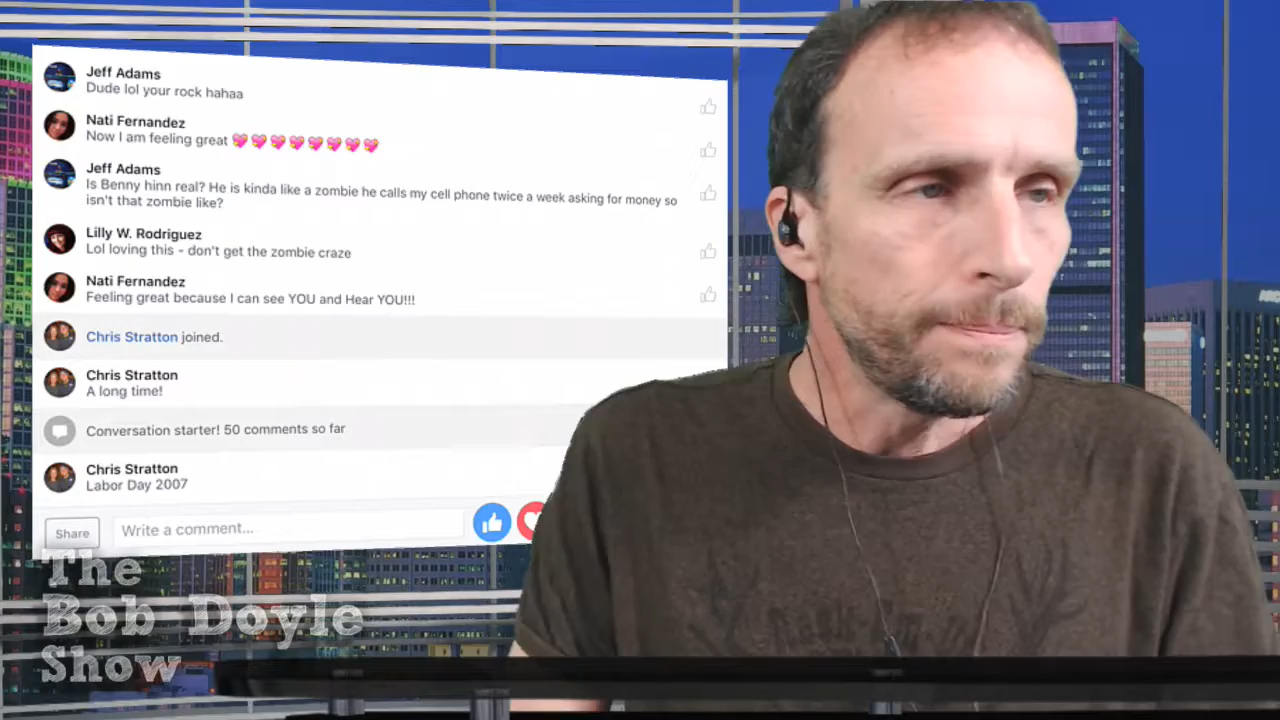 Jeff Adams
Dude lol your rock hahaa
Nati Fernandez
Now I am feeling great 💖💖💖💖💖💖💖💖
Jeff Adams
Is Benny hinn real? He is kinda like a zombie he calls my cell phone twice a week asking for money so
isn't that zombie like?
Lilly W. Rodriguez
Lol loving this - don't get the zombie craze
Nati Fernandez
Feeling great because I can see YOU and Hear YOU!!!
Chris Stratton joined.
Chris Stratton
A long time!
Conversation starter! 50 comments so far
Chris Stratton
Labor Day 2007
Share
Write a comment...
The
Bob Doyle
Show